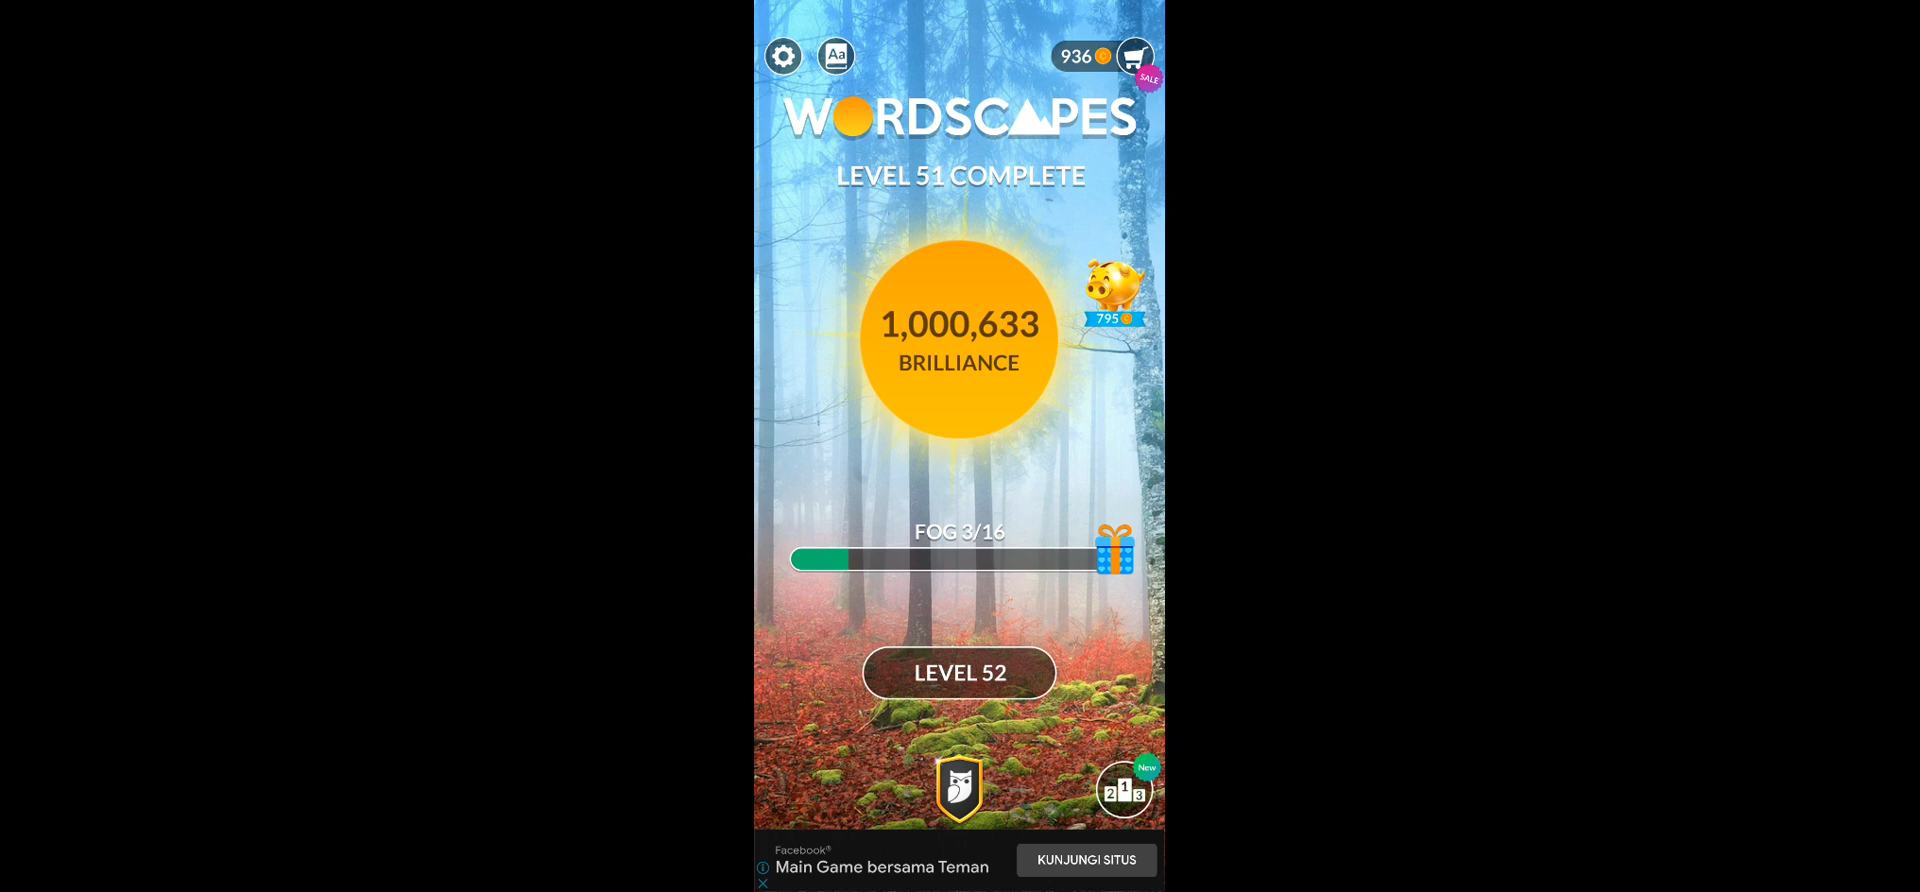 Aa
936
SALE
WORDSCAPES
LEVEL 51 COMPLETE
1,000,633
BRILLIANCE
795
FOG 3/16
LEVEL 52
New
2 1 3
Facebook®
Main Game bersama Teman
KUNJUNGI SITUS